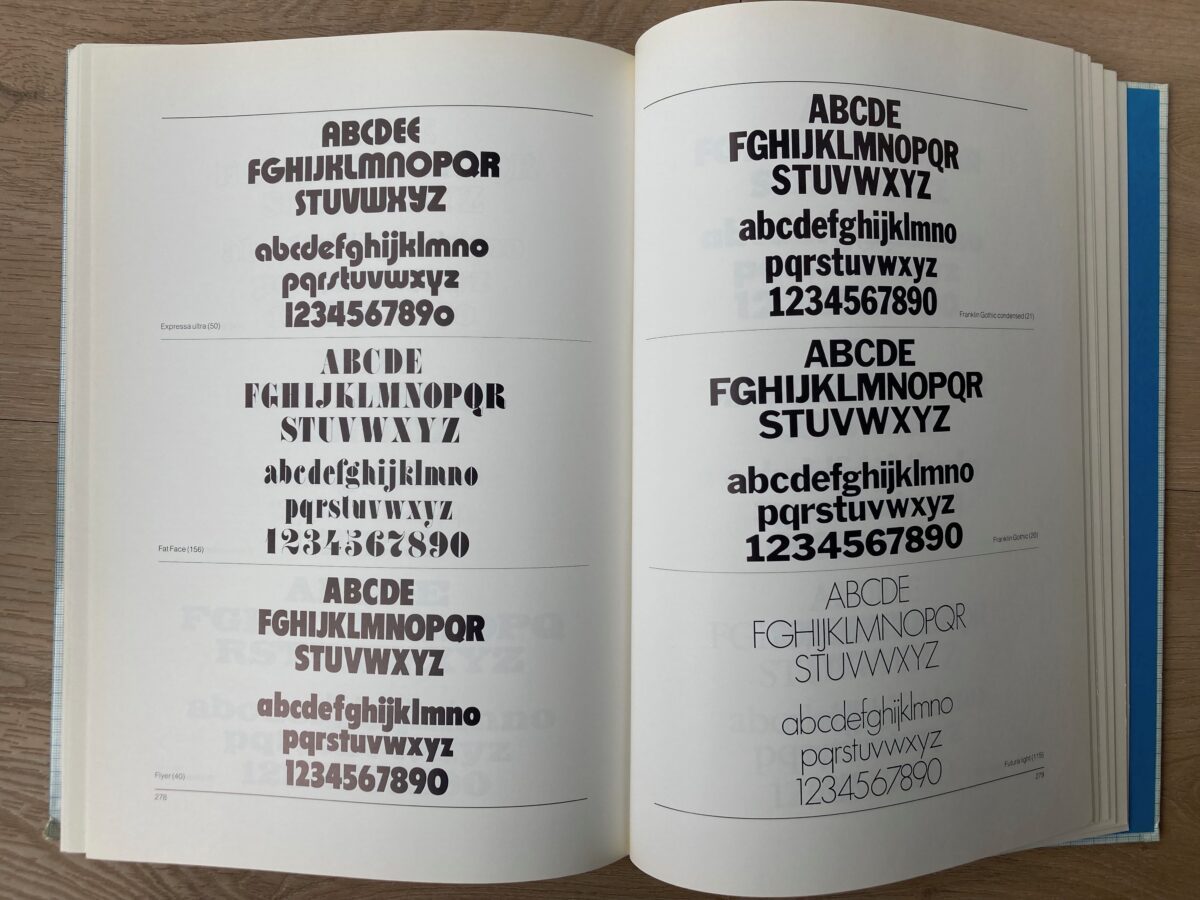 ABCDEE
FGHIJKLMNOPQR
STUVWXYZ
abcdefghijklmno
pqrstuvwxyz
1234567890
Expressa ultra (50)
ABCDE
FGHIJKLMNOPQR
STUVWXYZ
abcdefghijklmno
pqrstuvwxyz
1234567890
Fat Face (156)
ABCDE
FGHIJKLMNOPQR
STUVWXYZ
abcdefghijklmno
pqrstuvwxyz
1234567890
Flyer (40)
278
ABCDE
FGHIJKLMNOPQR
STUVWXYZ
abcdefghijklmno
pqrstuvwxyz
1234567890
Franklin Gothic condensed (21)
ABCDE
FGHIJKLMNOPQR
STUVWXYZ
abcdefghijklmno
pqrstuvwxyz
1234567890
Franklin Gothic (20)
ABCDE
FGHIJKLMNOPQR
STUVWXYZ
abcdefghijklmno
pqrstuvwxyz
1234567890
Futura light (115)
279